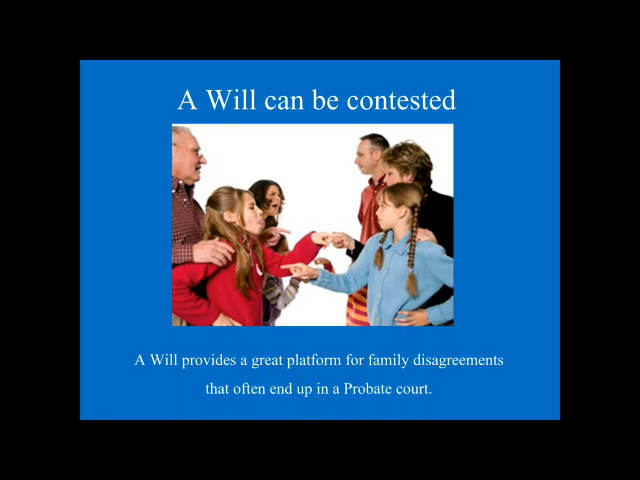 A Will can be contested
A Will provides a great platform for family disagreements
that often end up in a Probate court.